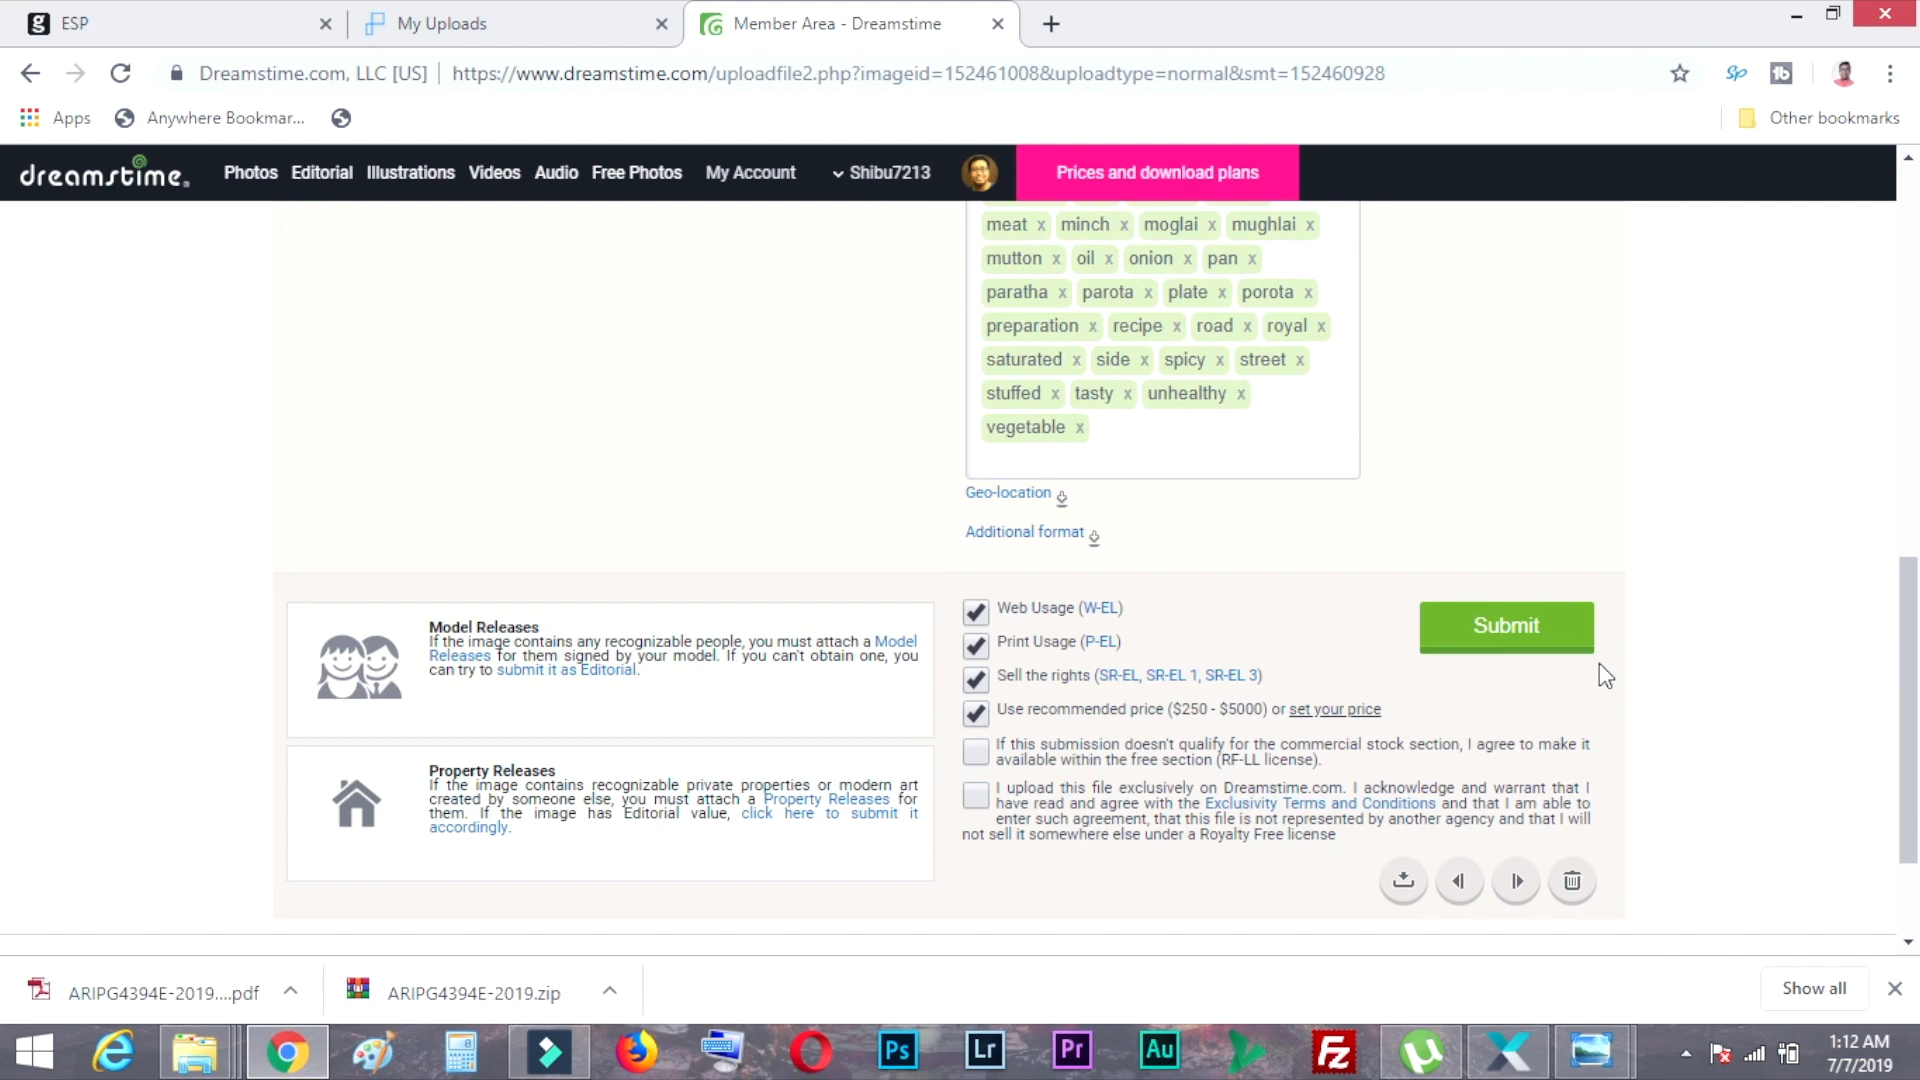 ESP
My Uploads
Member Area - Dreamstime
Dreamstime.com, LLC [US]
https://www.dreamstime.com/uploadfile2.php?imageid=152461008&uploadtype=normal&smt=152460928
Apps
Anywhere Bookmar...
Other bookmarks
dreamstime.
Photos Editorial Illustrations Videos Audio Free Photos My Account Shibu7213 Prices and download plans
meat x minch x moglai x mughlai x
mutton x oil x onion x pan x
paratha x parota x plate x porota x
preparation x recipe x road x royal x
saturated x side x spicy x street x
stuffed x tasty x unhealthy x
vegetable x
Geo-location
Additional format
Model Releases
If the image contains any recognizable people, you must attach a Model
Releases for them signed by your model. If you can't obtain one, you
can try to submit it as Editorial.
Property Releases
If the image contains recognizable private properties or modern art
created by someone else, you must attach a Property Releases for
them. If the image has Editorial value, click here to submit it
accordingly.
Web Usage (W-EL)
Print Usage (P-EL)
Sell the rights (SR-EL, SR-EL 1, SR-EL 3)
Use recommended price ($250 - $5000) or set your price
If this submission doesn't qualify for the commercial stock section, I agree to make it
available within the free section (RF-LL license).
I upload this file exclusively on Dreamstime.com. I acknowledge and warrant that I
have read and agree with the Exclusivity Terms and Conditions and that I am able to
enter such agreement, that this file is not represented by another agency and that I will
not sell it somewhere else under a Royalty Free license
Submit
ARIPG4394E-2019....pdf
ARIPG4394E-2019.zip
Show all
Ps
Lr
Pr
Au
Fz
1:12 AM
7/7/2019